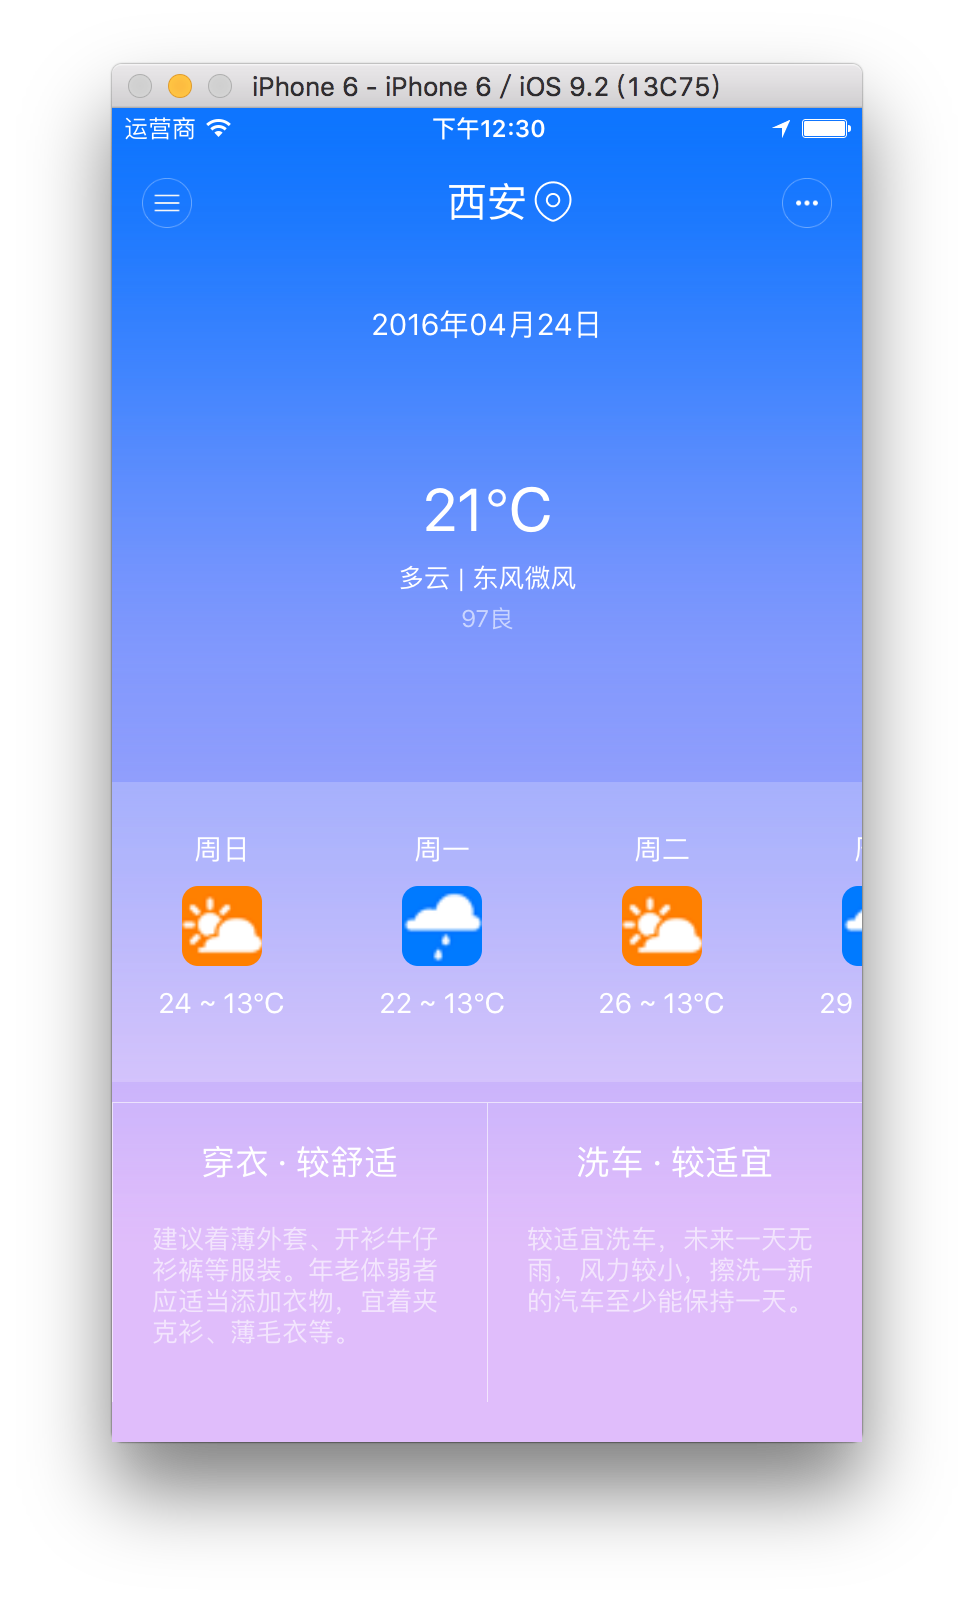 iPhone 6 - iPhone 6 / iOS 9.2 (13C75)
运营商 下午12:30
西安
2016年04月24日
21°C
多云 | 东风微风
97良
周日 周一 周二
24 ~ 13°C 22 ~ 13°C 26 ~ 13°C 29
穿衣 · 较舒适
建议着薄外套、开衫牛仔
衫裤等服装。年老体弱者
应适当添加衣物，宜着夹
克衫、薄毛衣等。
洗车 · 较适宜
较适宜洗车，未来一天无
雨，风力较小，擦洗一新
的汽车至少能保持一天。